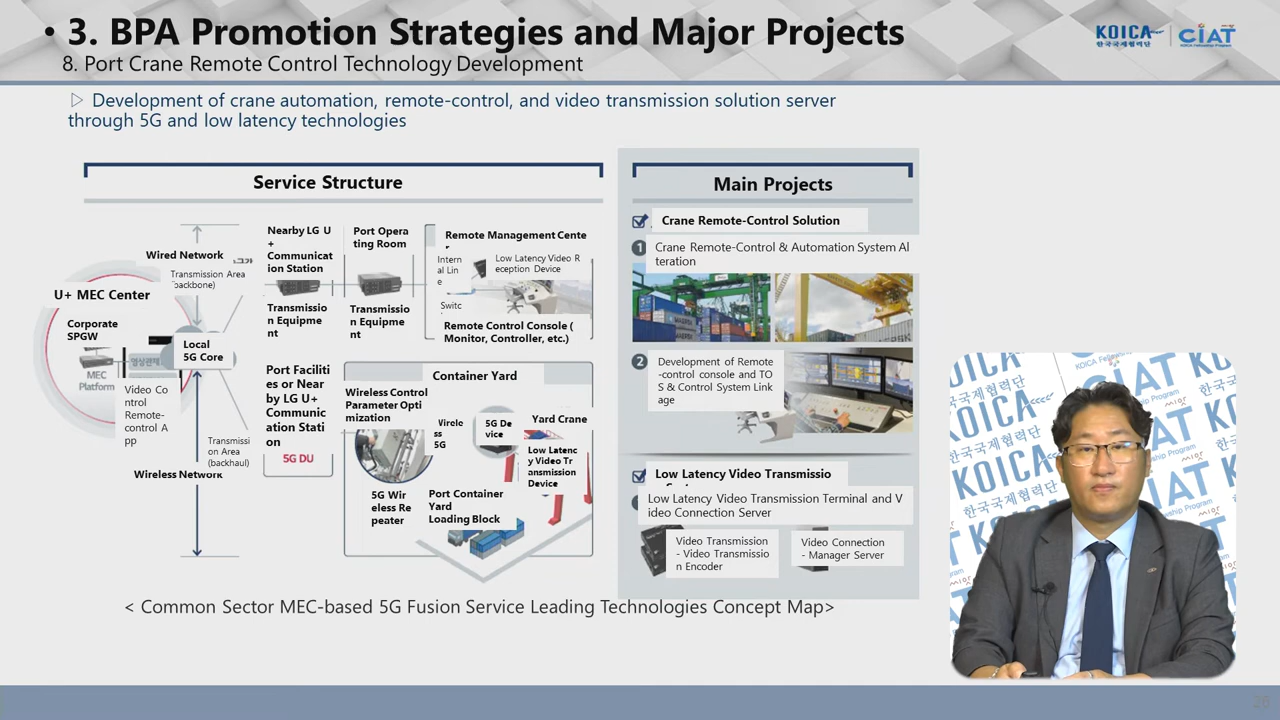 • 3. BPA Promotion Strategies and Major Projects
8. Port Crane Remote Control Technology Development
KOICA
한국국제협력단
CIAT
KOICA Fellowship Program
▷ Development of crane automation, remote-control, and video transmission solution server
through 5G and low latency technologies
Service Structure
Wired Network
Transmission Area
(backbone)
U+ MEC Center
Corporate
SPGW
Local
5G Core
MEC
Platform
Video Co
ntrol
Remote-
control A
pp
Transmissi
on Area
(backhaul)
Wireless Network
Nearby LG U
+
Communicat
ion Station
Transmissio
n Equipme
nt
Port Opera
ting Room
Transmissio
n Equipme
nt
Remote Management Cente
r
Intern
al Lin
e
Low Latency Video R
eception Device
Switc
Remote Control Console (
Monitor, Controller, etc.)
Port Faciliti
es or Near
by LG U+
Communic
ation Stati
on
5G DU
Container Yard
Wireless Control
Parameter Opti
mization
Wirele
ss
5G
5G De
vice
Yard Crane
Low Latenc
y Video Tr
ansmission
Device
5G Wir
eless Re
peater
Port Container
Yard
Loading Block
Main Projects
Crane Remote-Control Solution
1
Crane Remote-Control & Automation System Al
teration
2
Development of Remote
-control console and TO
S & Control System Link
age
Low Latency Video Transmissio
Low Latency Video Transmission Terminal and V
ideo Connection Server
Video Transmission
- Video Transmissio
n Encoder
Video Connection
- Manager Server
< Common Sector MEC-based 5G Fusion Service Leading Technologies Concept Map>
26